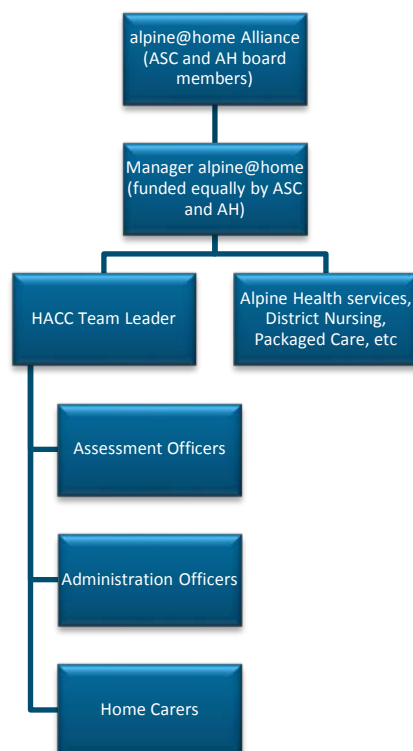 alpine@home Alliance
(ASC and AH board
members)
Manager alpine@home
(funded equally by ASC
and AH)
HACC Team Leader
Alpine Health services,
District Nursing,
Packaged Care, etc
Assessment Officers
Administration Officers
Home Carers